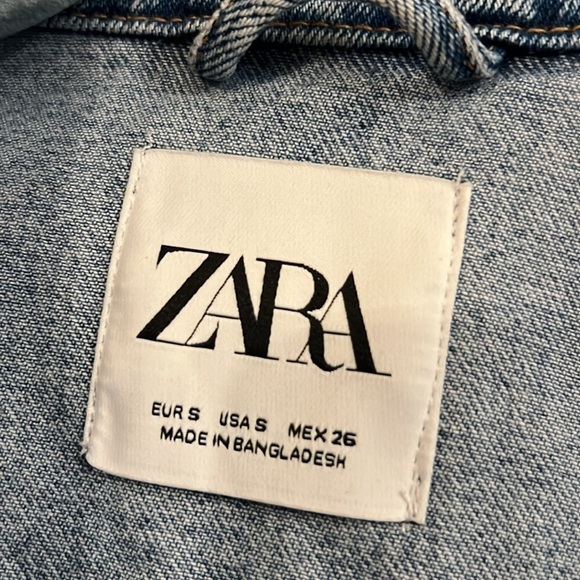 ZARA
EUR S USA S MEX 26
MADE IN BANGLADESH